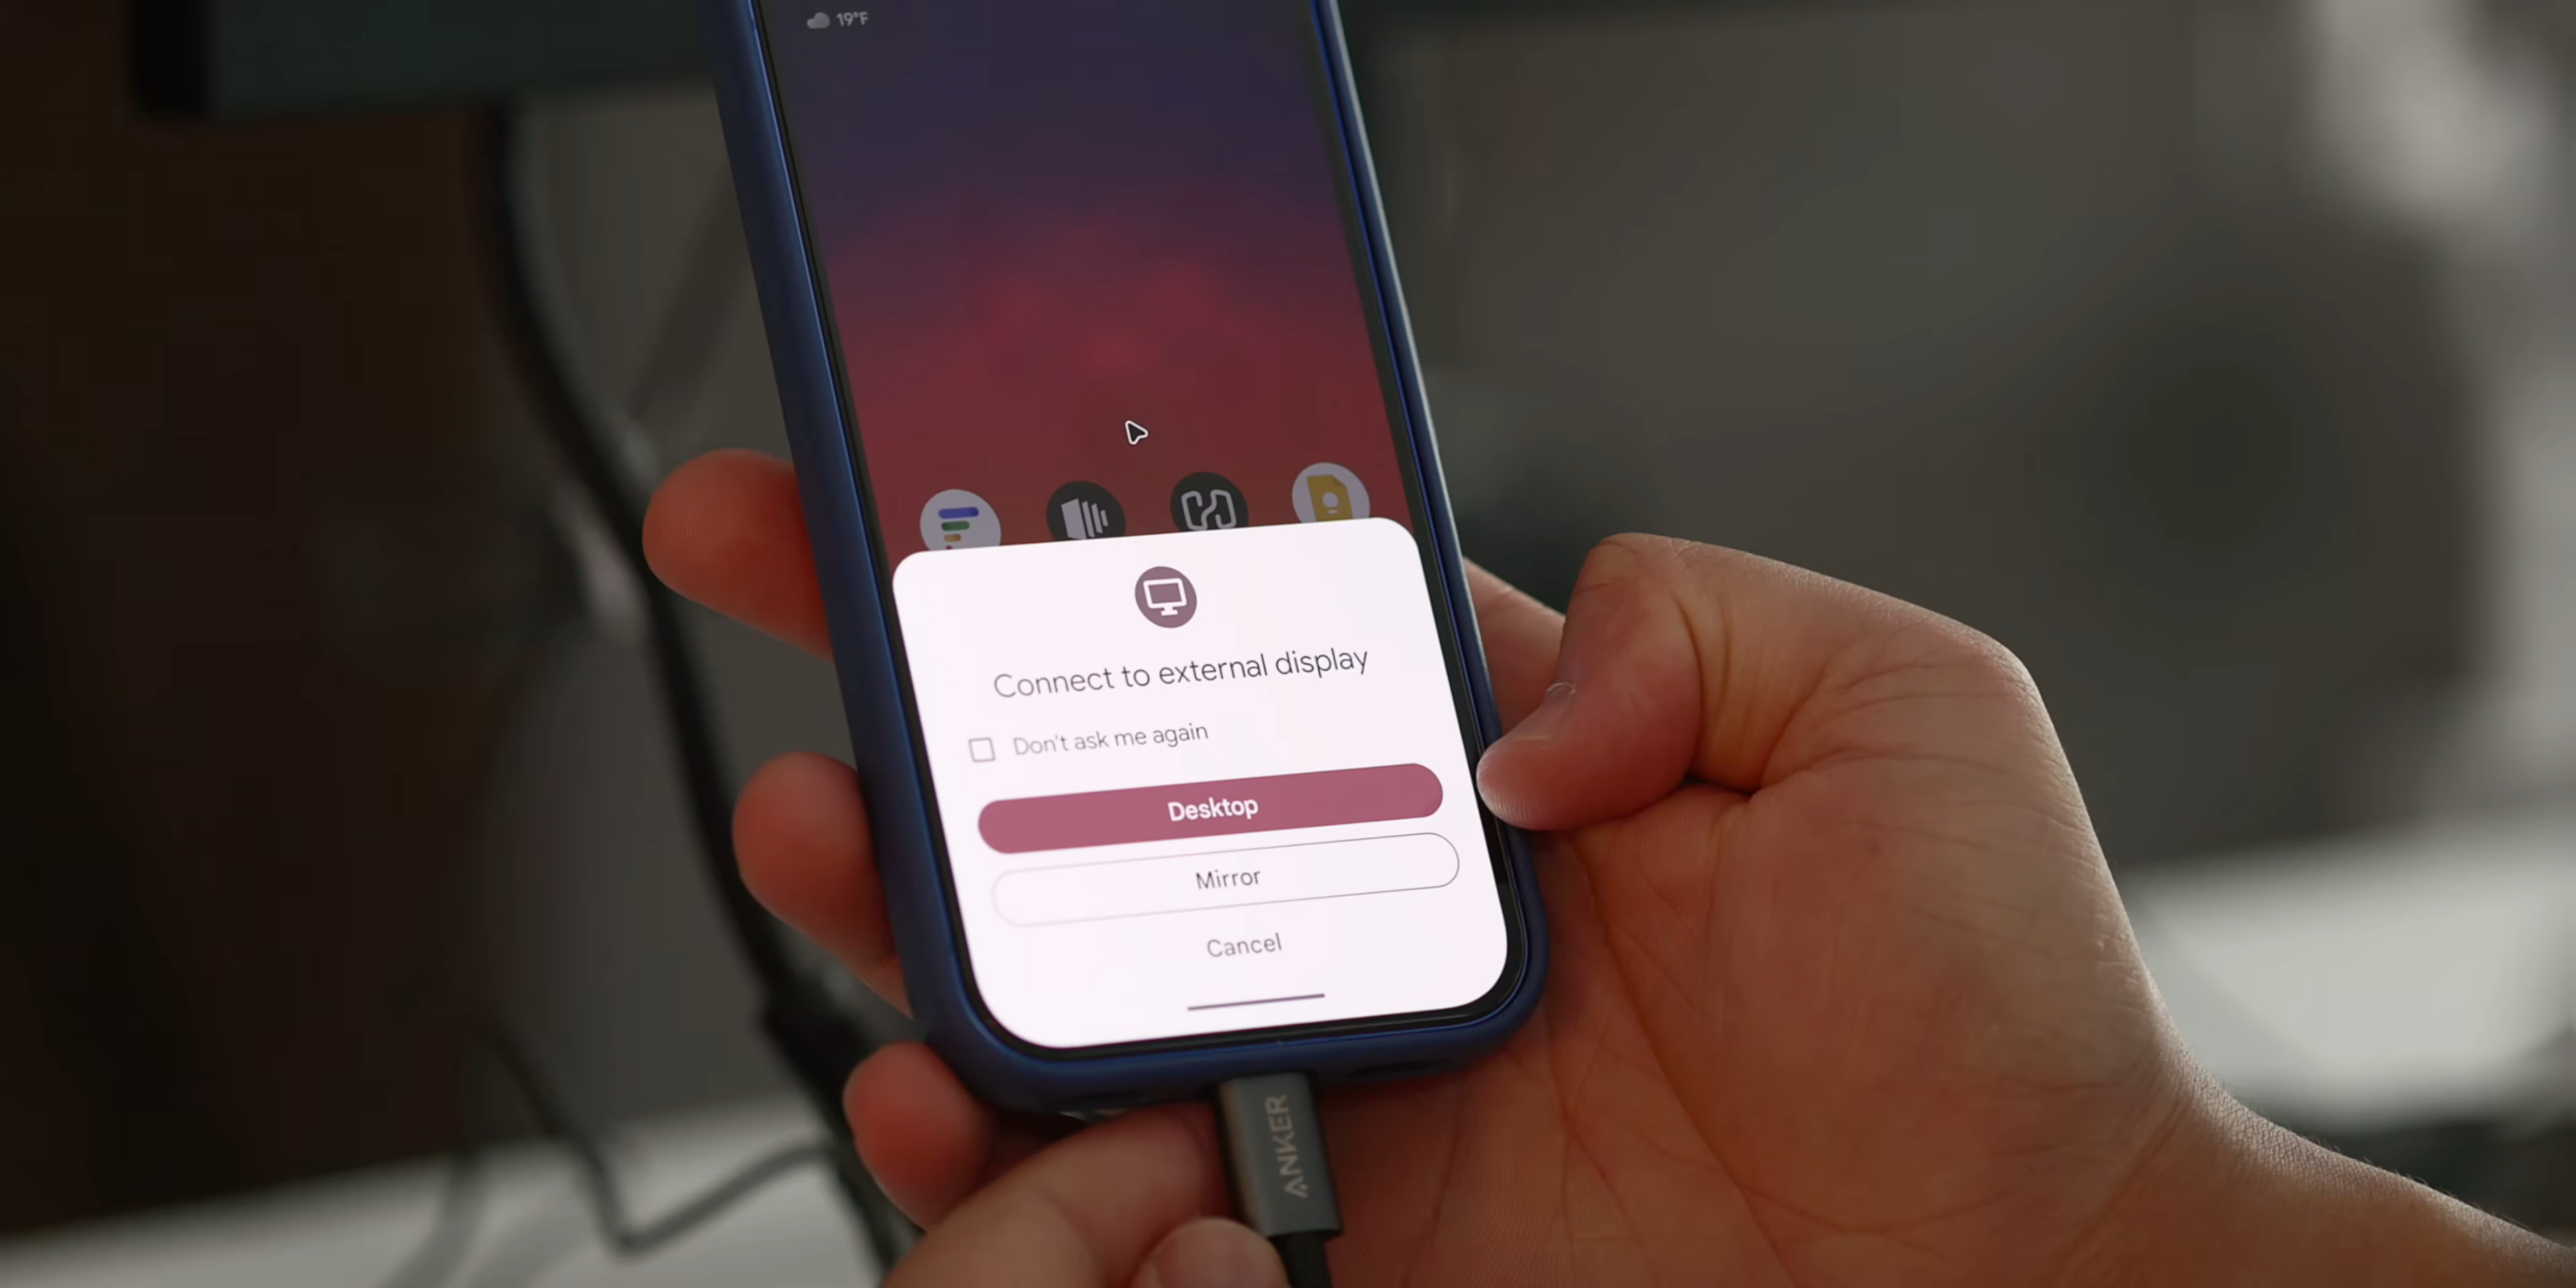 19°F
Connect to external display
Don't ask me again
Desktop
Mirror
Cancel
ANKER